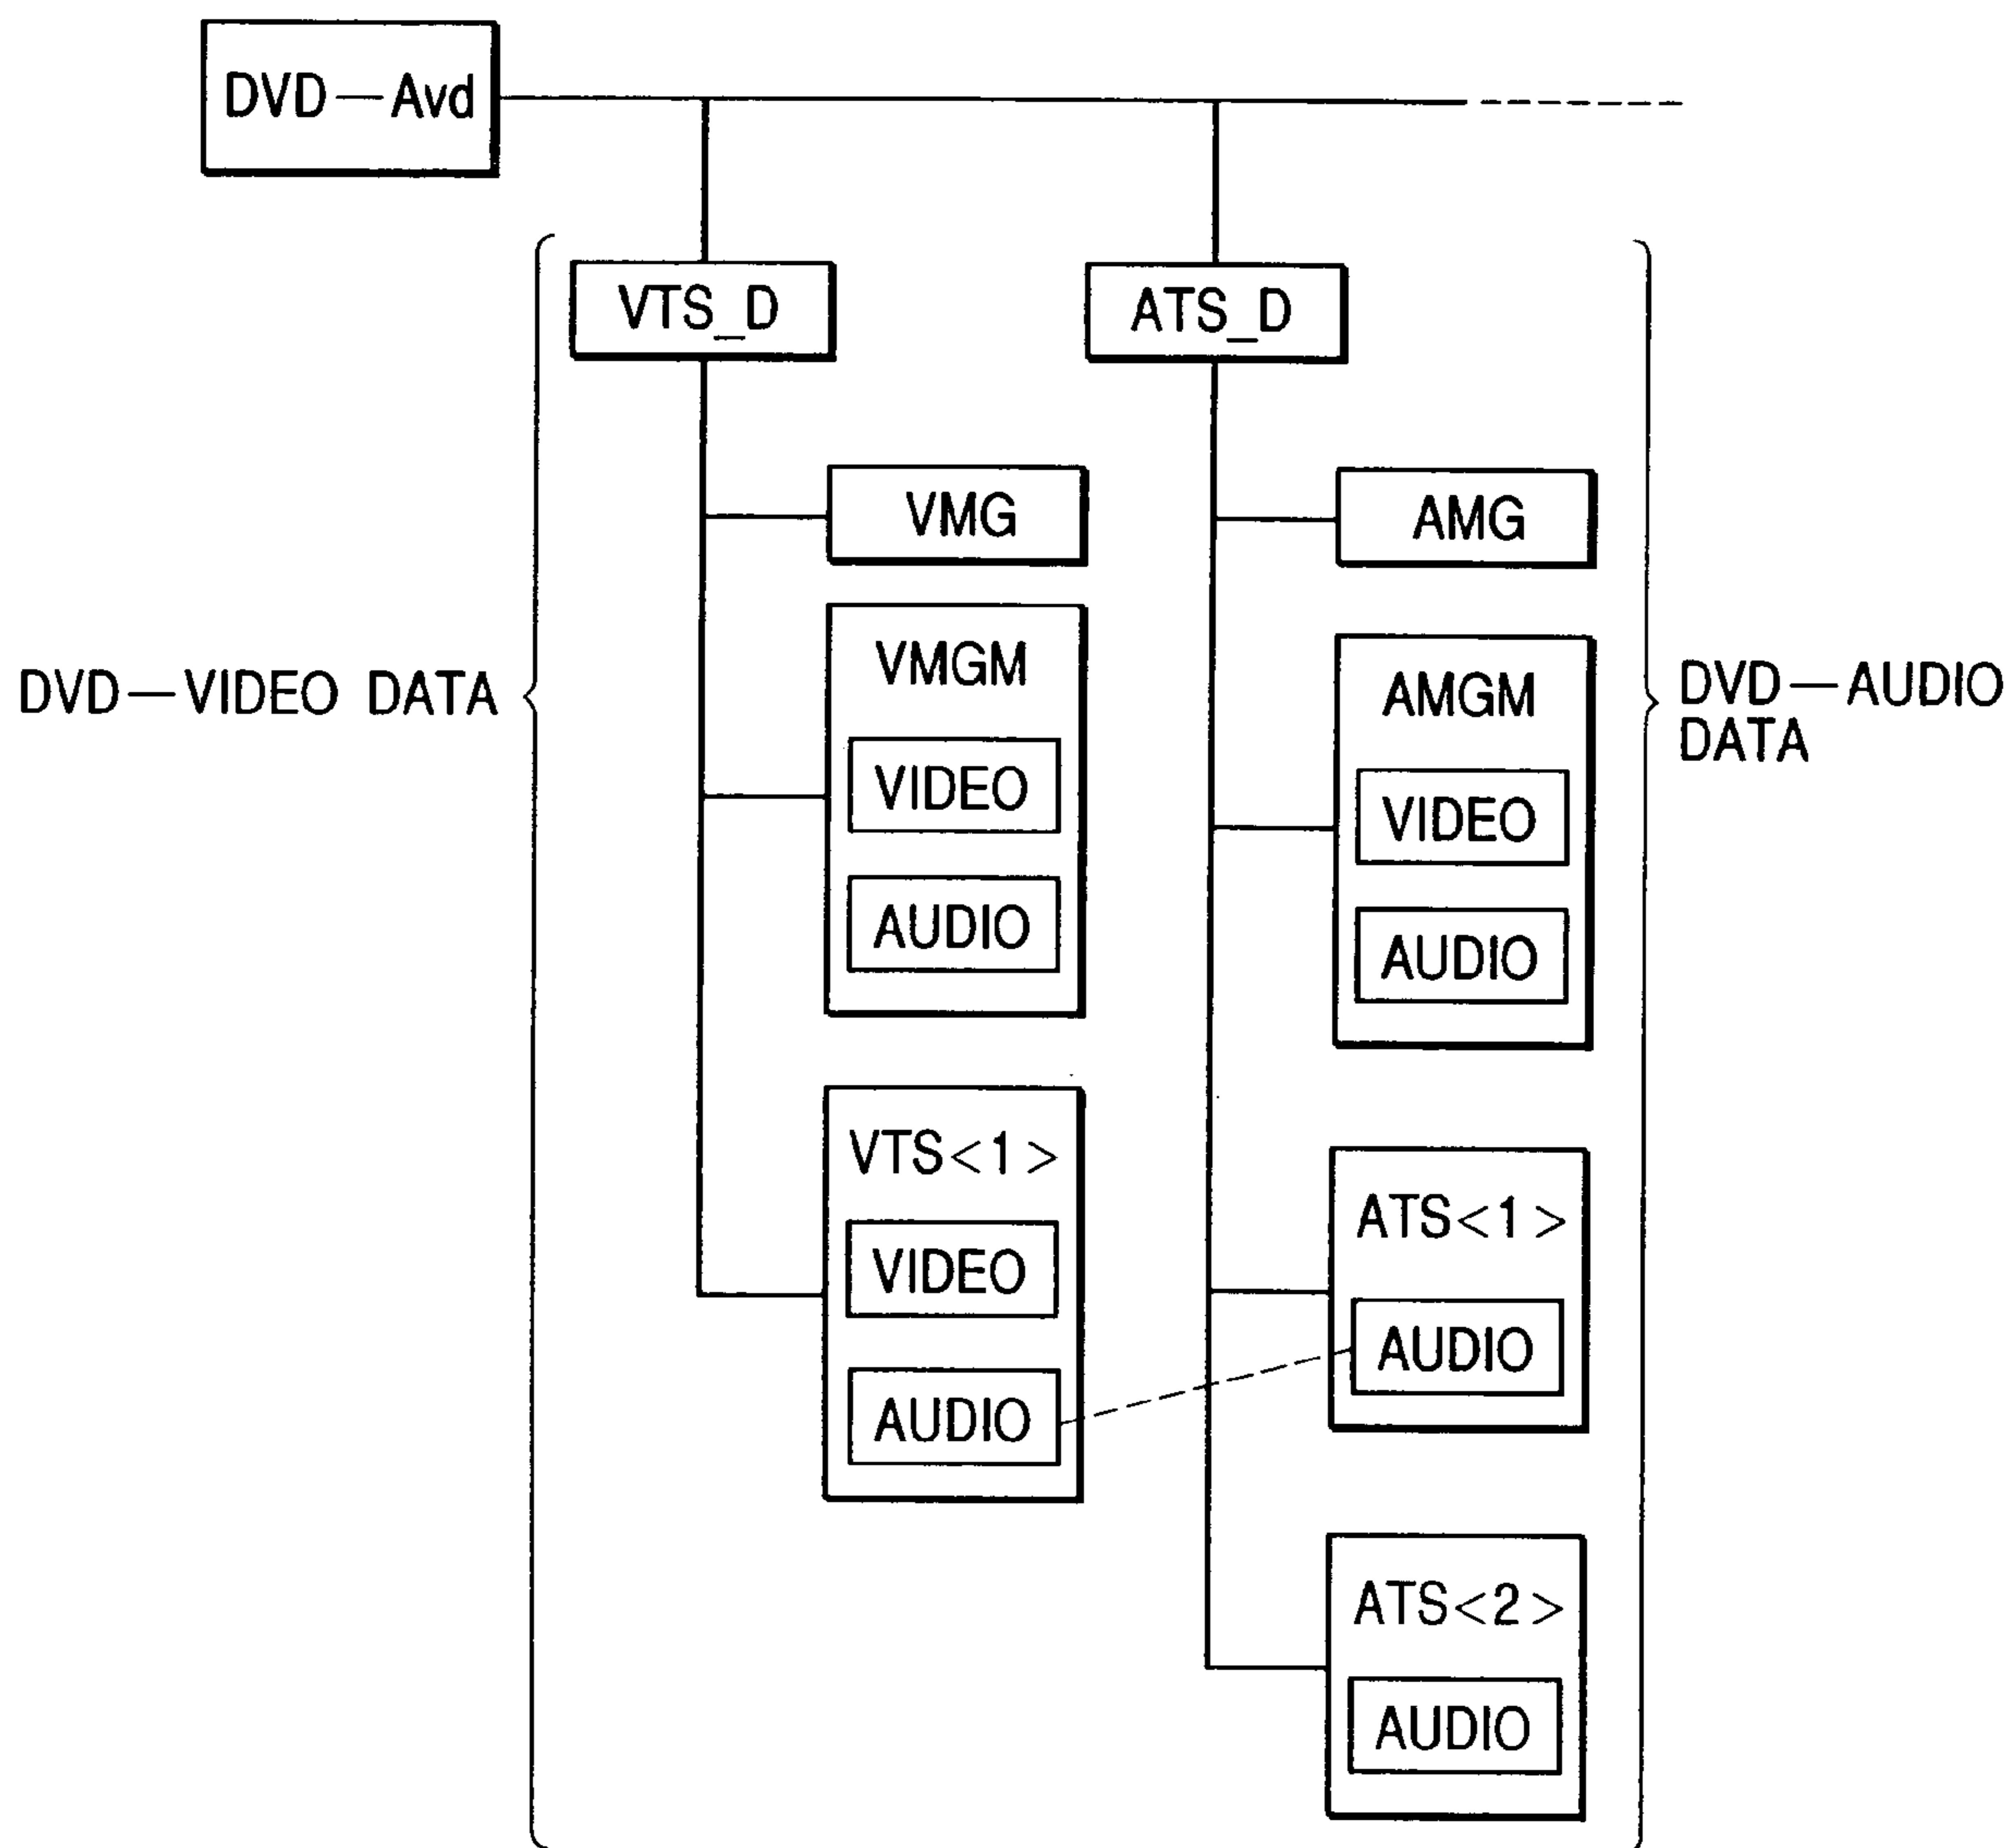 DVD—Avd
VTS_D
ATS_D
VMG
AMG
VMGM
VIDEO
AUDIO
AMGM
VIDEO
AUDIO
DVD—VIDEO DATA
DVD—AUDIO
DATA
VTS<1>
VIDEO
AUDIO
ATS<1>
AUDIO
ATS<2>
AUDIO